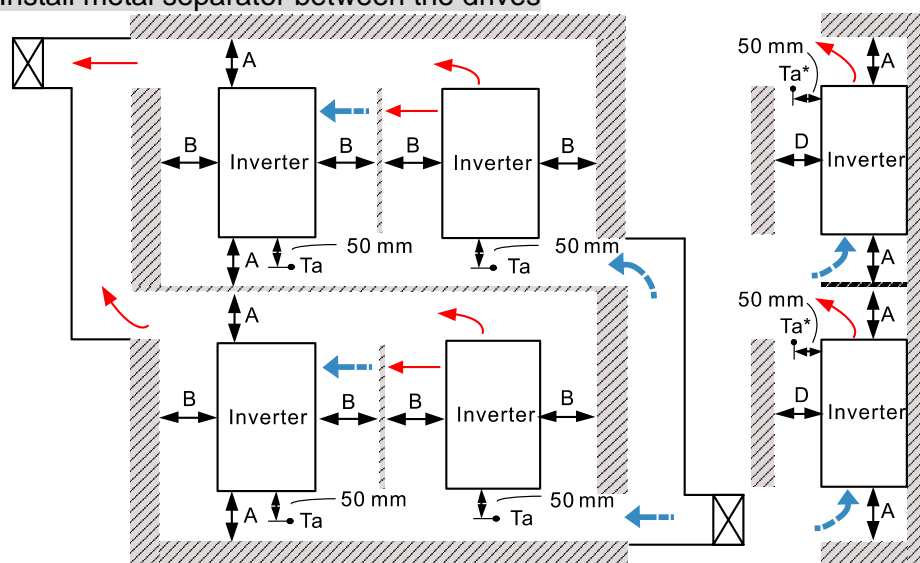 Install metal separator between the drives
A
B
Inverter
B
B
Inverter
B
A
50 mm
Ta
50 mm
Ta
A
B
Inverter
B
B
Inverter
B
A
50 mm
Ta
50 mm
Ta
50 mm
Ta*
A
D
Inverter
A
50 mm
Ta*
A
D
Inverter
A